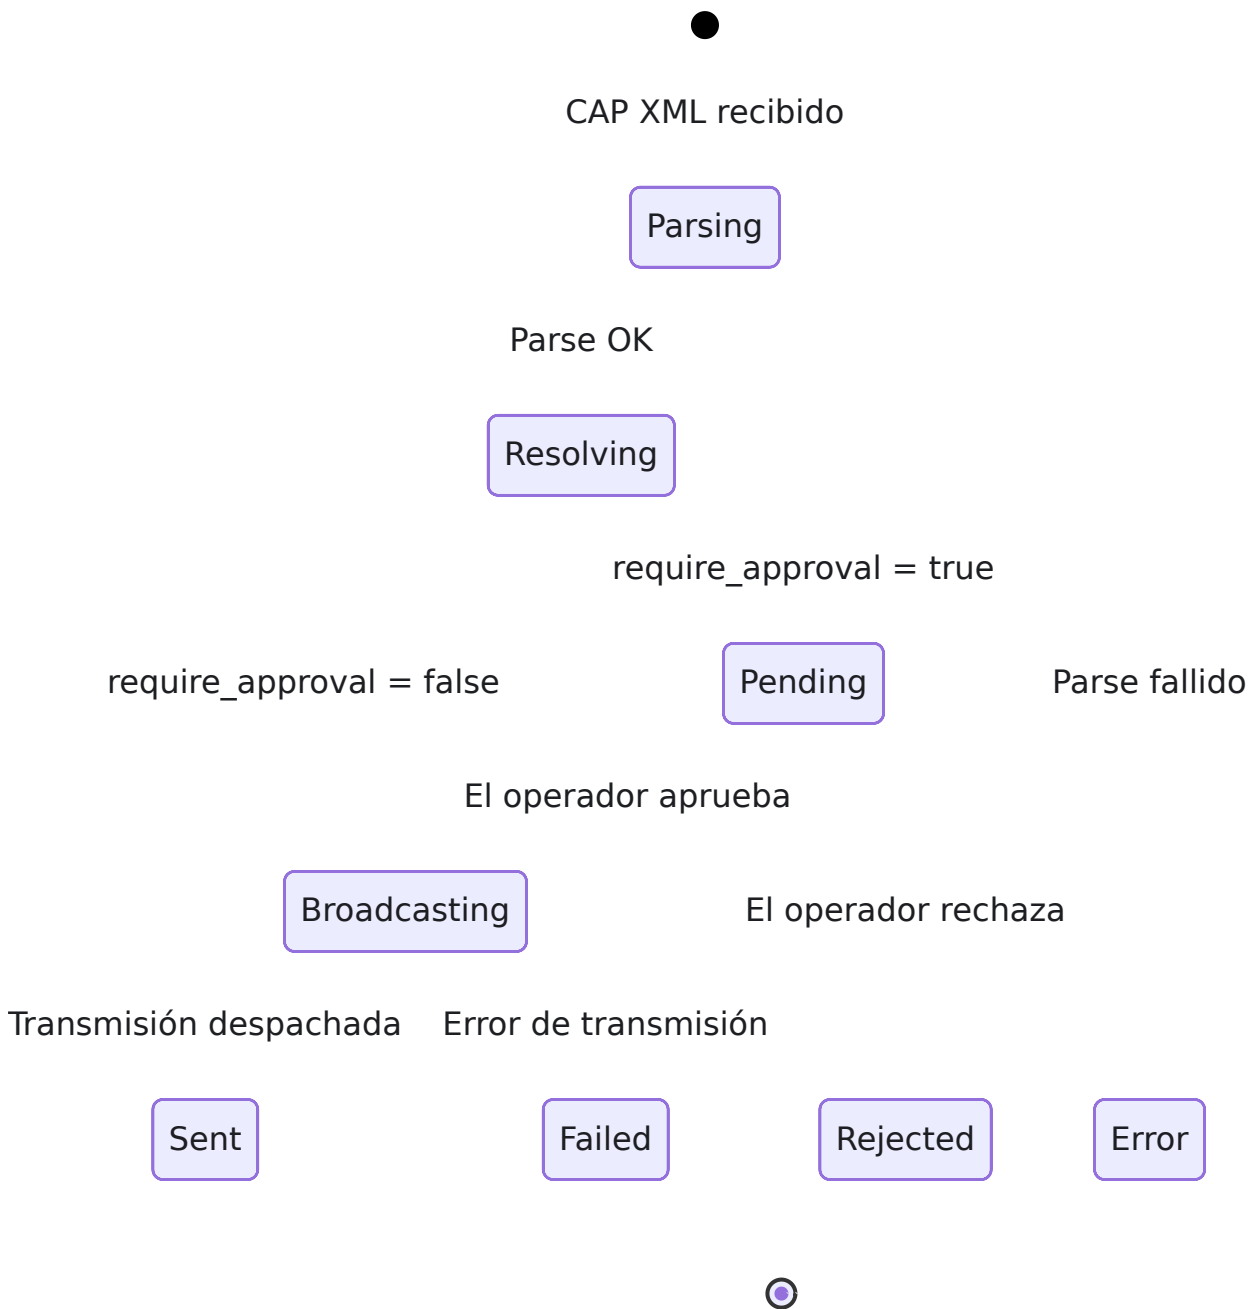 CAP XML recibido
Parsing
Parse OK
Resolving
require_approval = true
require_approval = false
Pending
Parse fallido
El operador aprueba
Broadcasting
El operador rechaza
Transmisión despachada
Error de transmisión
Sent
Failed
Rejected
Error